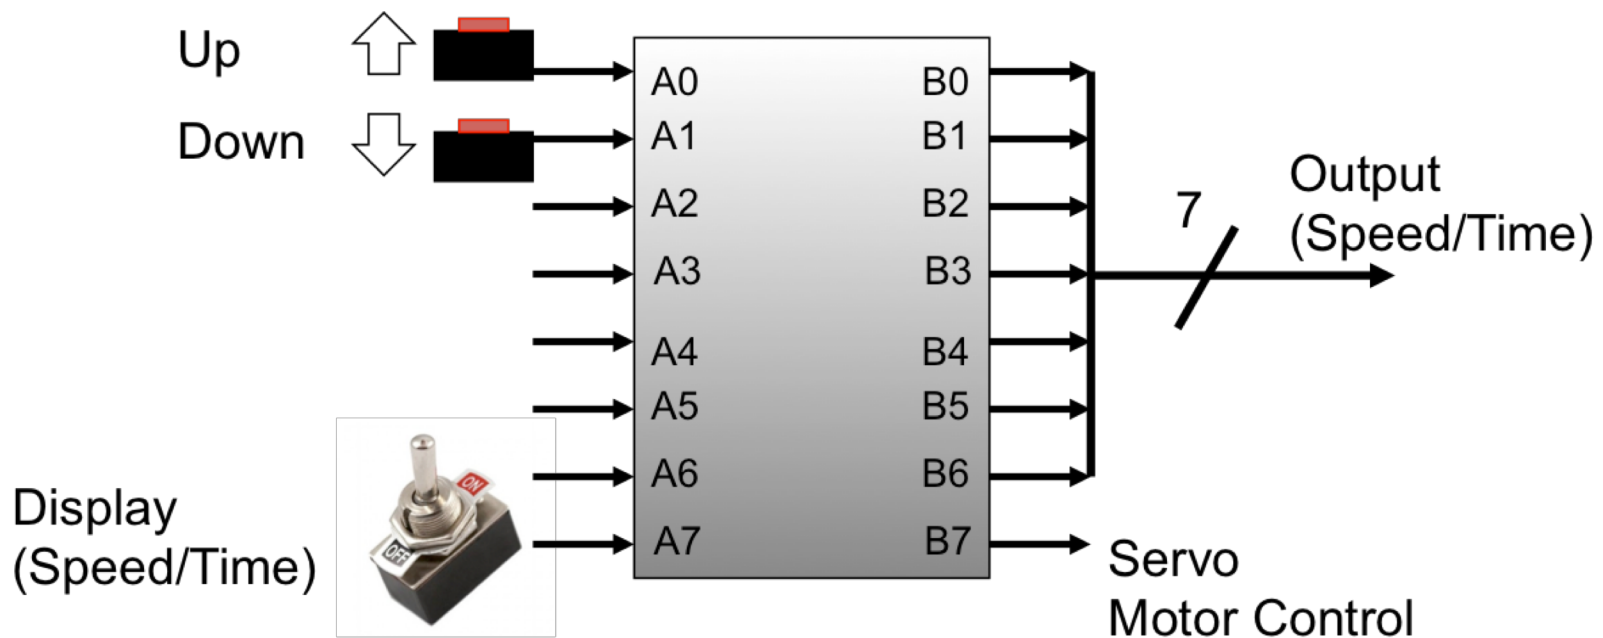 Up
Down
A0
A1
A2
A3
A4
A5
A6
A7
B0
B1
B2
B3
B4
B5
B6
B7
7
Output
(Speed/Time)
Display
(Speed/Time)
ON
OFF
Servo
Motor Control